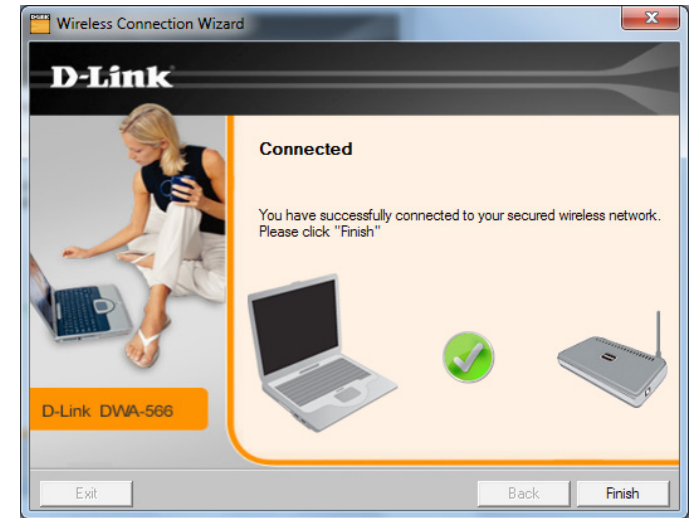 Wireless Connection Wizard
D-Link
Connected
You have successfully connected to your secured wireless network.
Please click "Finish"
D-Link DWA-566
Exit
Back
Finish